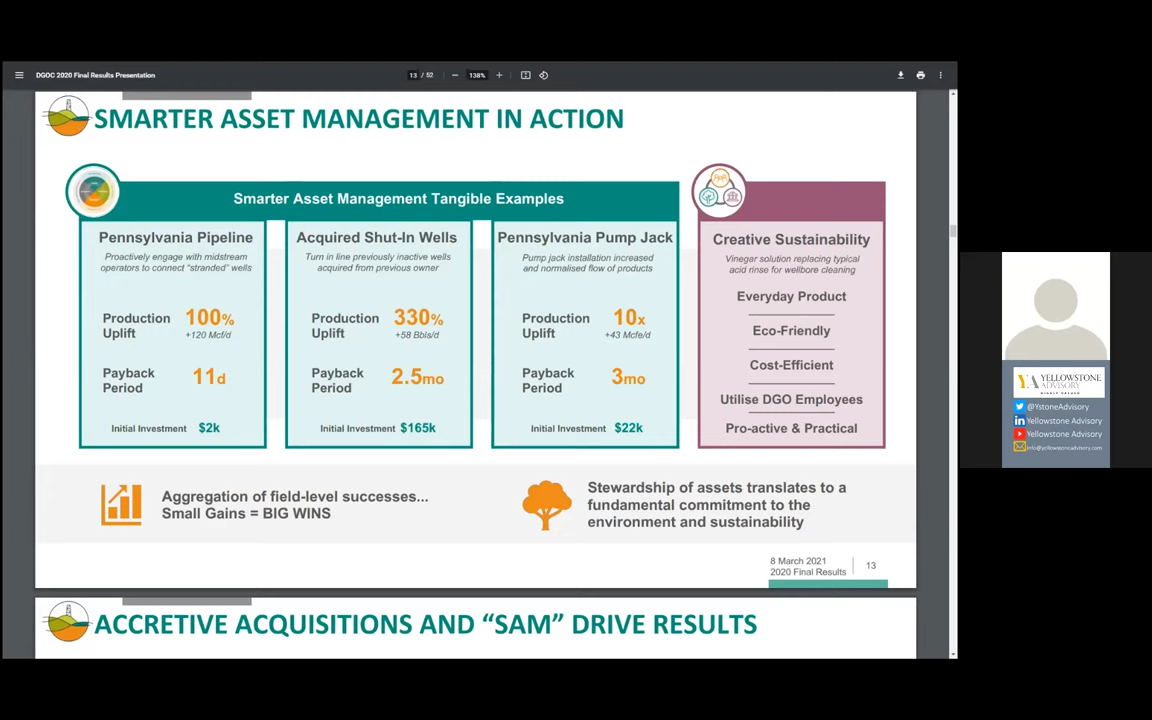 DGOC 2020 Final Results Presentation
13 / 52
138%
SMARTER ASSET MANAGEMENT IN ACTION
Smarter Asset Management Tangible Examples
Pennsylvania Pipeline
Proactively engage with midstream
operators to connect “stranded” wells
Production
Uplift
100%
+120 Mcf/d
Payback
Period
11d
Initial Investment $2k
Acquired Shut-In Wells
Turn in line previously inactive wells
acquired from previous owner
Production
Uplift
330%
+58 Bbls/d
Payback
Period
2.5mo
Initial Investment $165k
Pennsylvania Pump Jack
Pump jack installation increased
and normalised flow of products
Production
Uplift
10x
+43 Mcfe/d
Payback
Period
3mo
Initial Investment $22k
Creative Sustainability
Vinegar solution replacing typical
acid rinse for wellbore cleaning
Everyday Product
Eco-Friendly
Cost-Efficient
Utilise DGO Employees
Pro-active & Practical
Aggregation of field-level successes...
Small Gains = BIG WINS
Stewardship of assets translates to a
fundamental commitment to the
environment and sustainability
8 March 2021
2020 Final Results
13
ACCRETIVE ACQUISITIONS AND “SAM” DRIVE RESULTS
YA YELLOWSTONE
ADVISORY
@YstoneAdvisory
Yellowstone Advisory
Yellowstone Advisory
info@yellowstoneadvisory.com